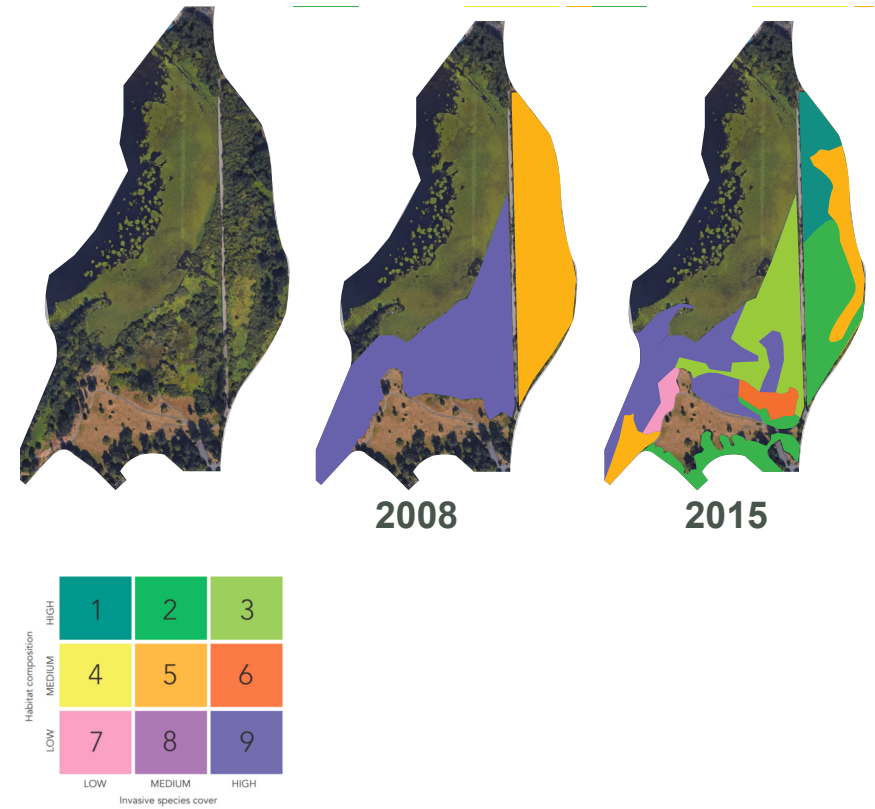 2008
2015
HIGH
1
2
3
Habitat composition
MEDIUM
4
5
6
LOW
7
8
9
LOW
MEDIUM
HIGH
Invasive species cover